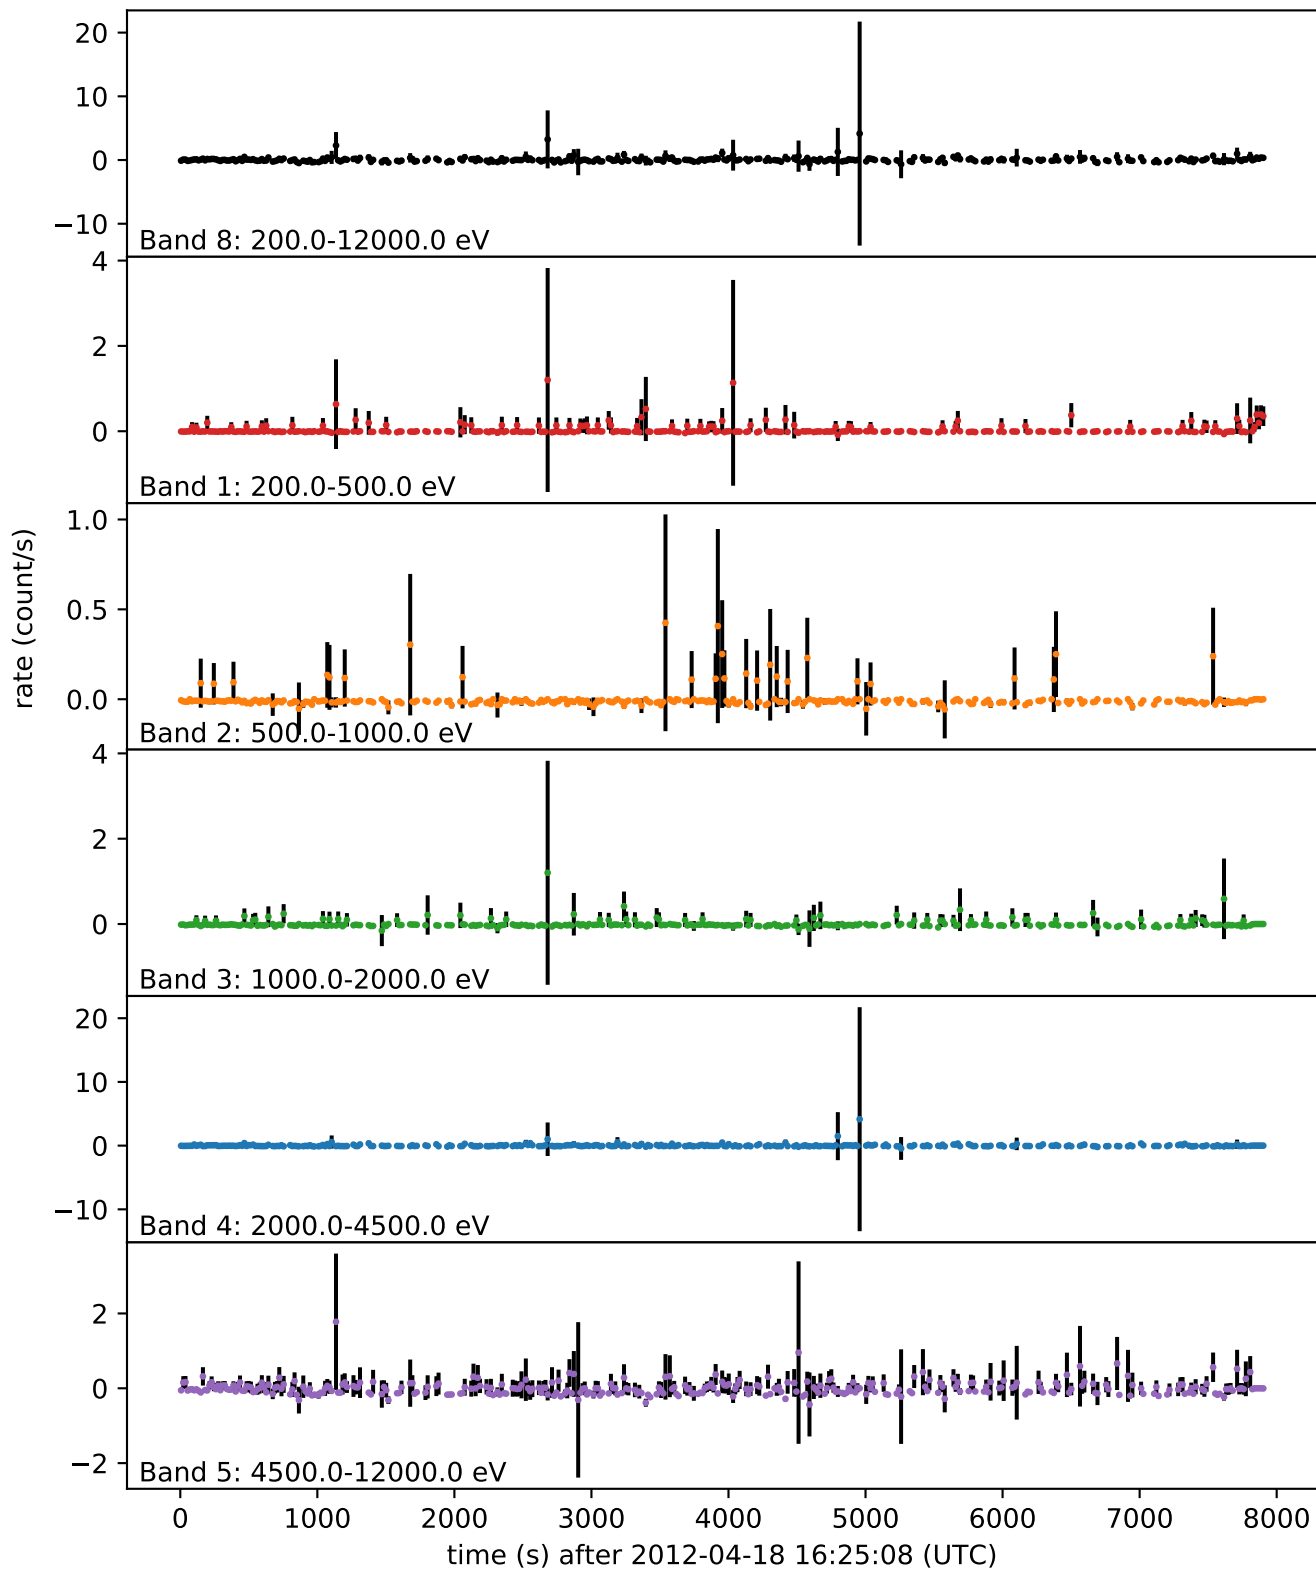 20
10
0
−10
Band 8: 200.0-12000.0 eV
4
2
0
Band 1: 200.0-500.0 eV
1.0
0.5
0.0
Band 2: 500.0-1000.0 eV
rate (count/s)
4
2
0
Band 3: 1000.0-2000.0 eV
20
10
0
−10
Band 4: 2000.0-4500.0 eV
2
0
−2
Band 5: 4500.0-12000.0 eV
0 1000 2000 3000 4000 5000 6000 7000 8000
time (s) after 2012-04-18 16:25:08 (UTC)